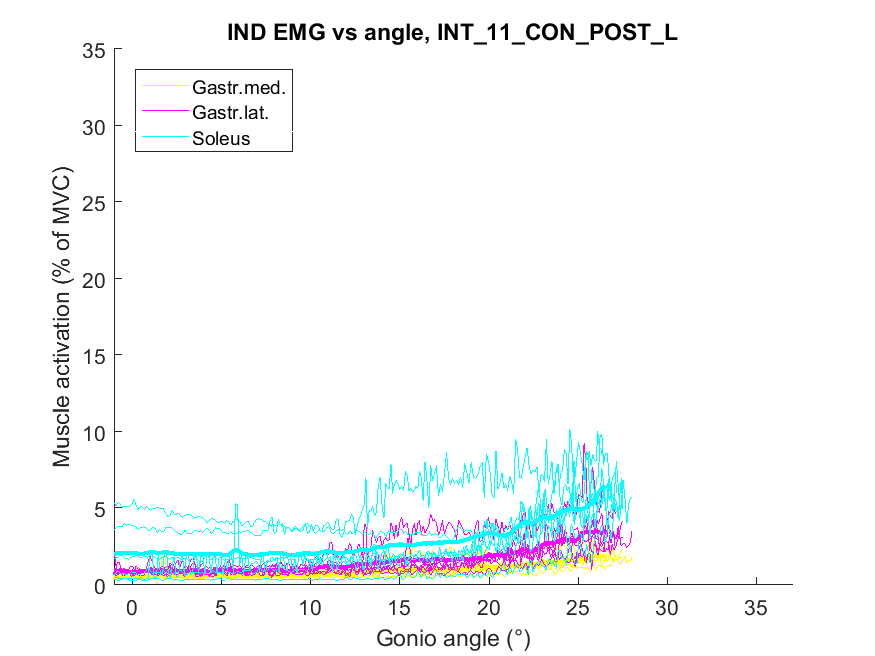 IND EMG vs angle, INT_11_CON_POST_L
35
30
25
20
15
10
5
0
Muscle activation (% of MVC)
Gastr.med.
Gastr.lat.
Soleus
0 5 10 15 20 25 30 35
Gonio angle (°)